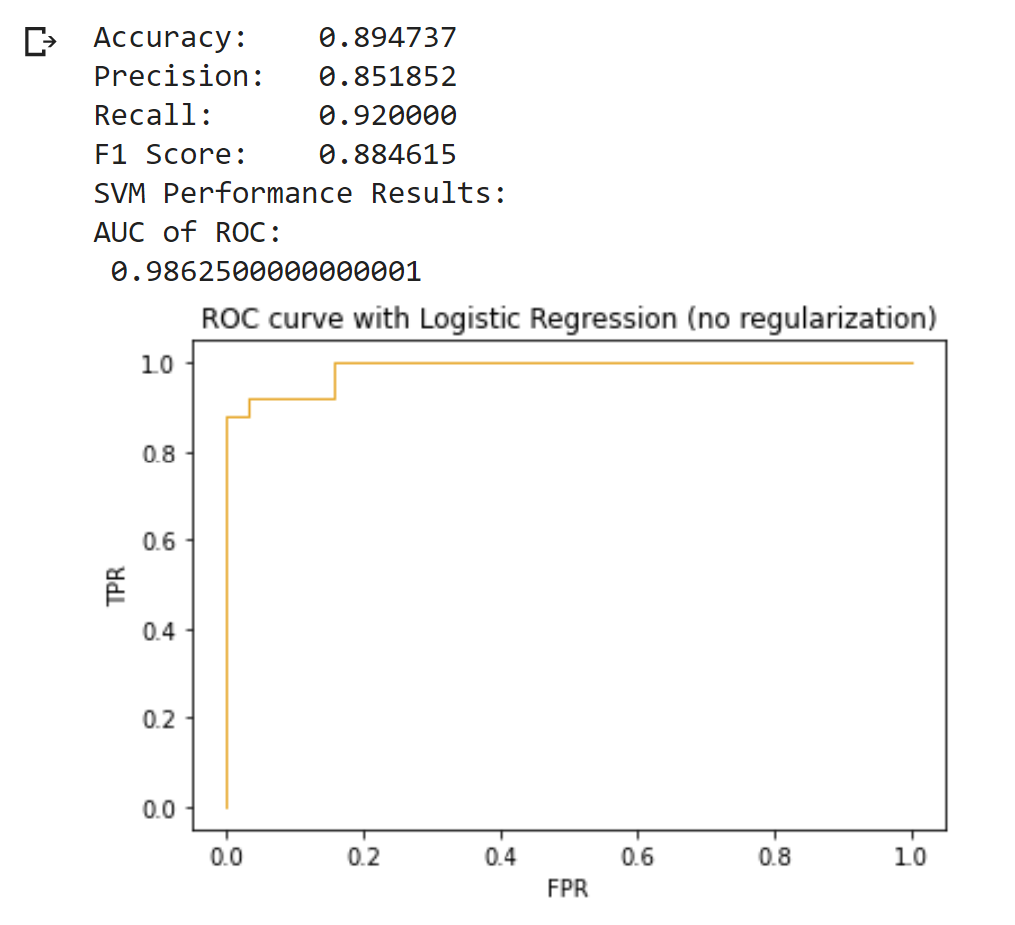 Accuracy: 0.894737
Precision: 0.851852
Recall: 0.920000
F1 Score: 0.884615
SVM Performance Results:
AUC of ROC:
0.9862500000000001
ROC curve with Logistic Regression (no regularization)
1.0
0.8
0.6
0.4
0.2
0.0
TPR
0.0 0.2 0.4 0.6 0.8 1.0
FPR